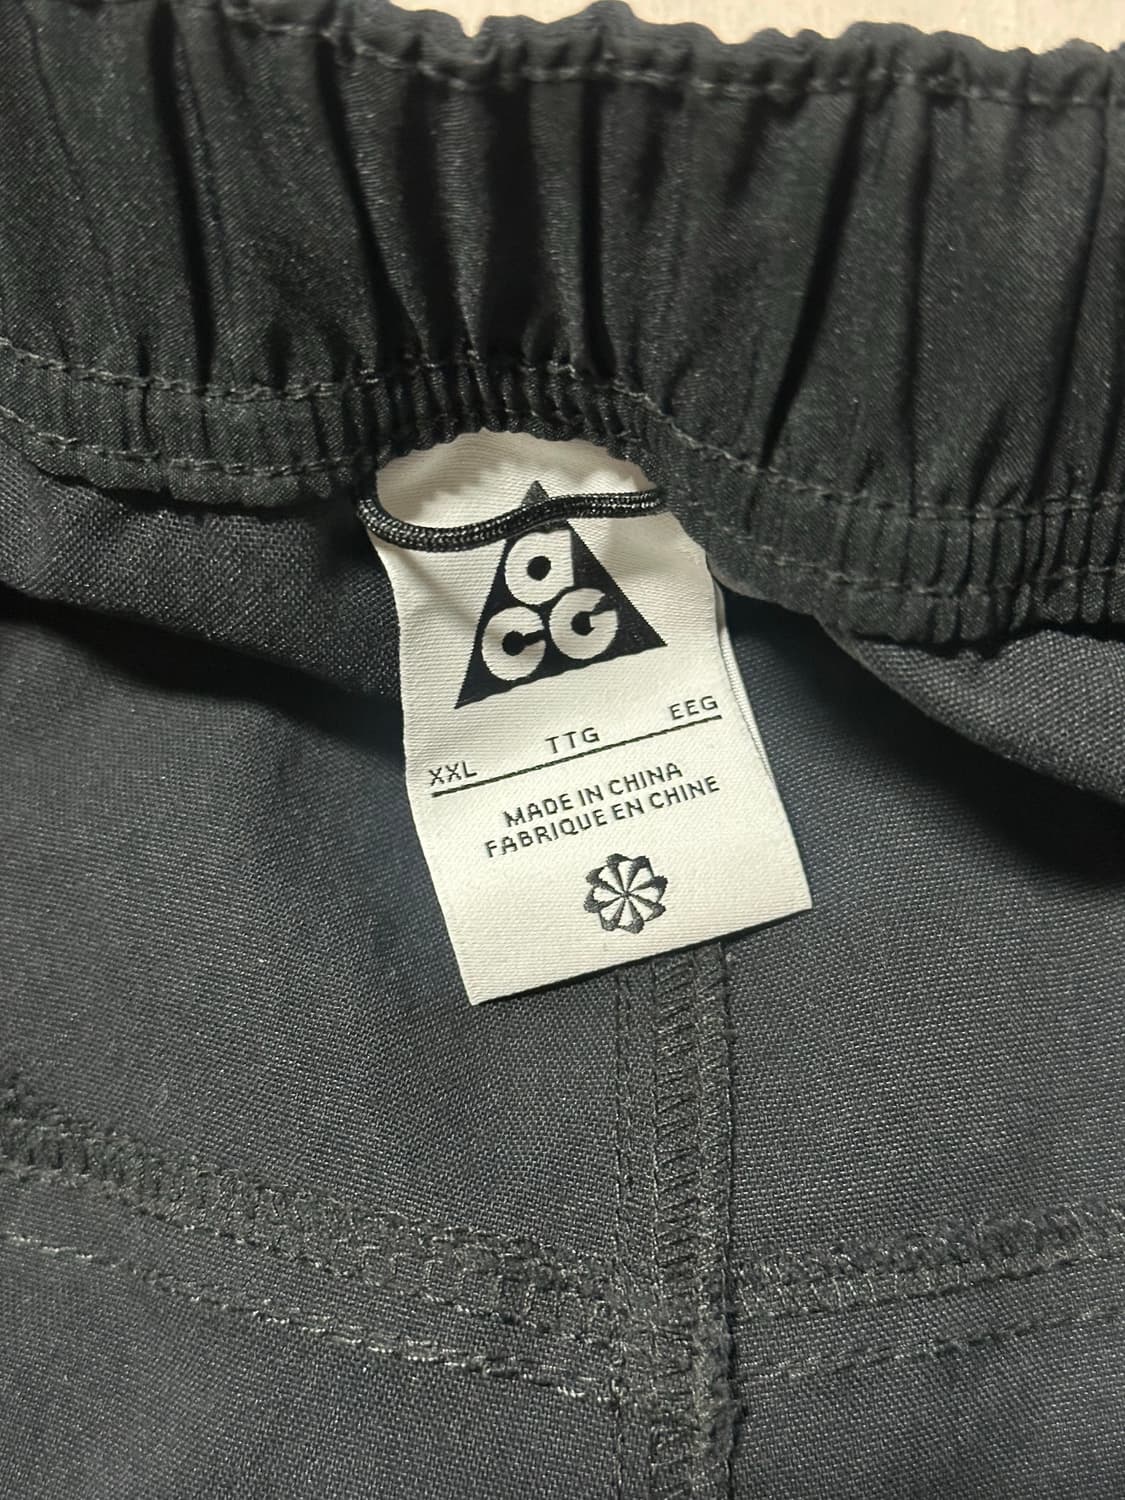 ACG
XXL TTG EEG
MADE IN CHINA
FABRIQUE EN CHINE